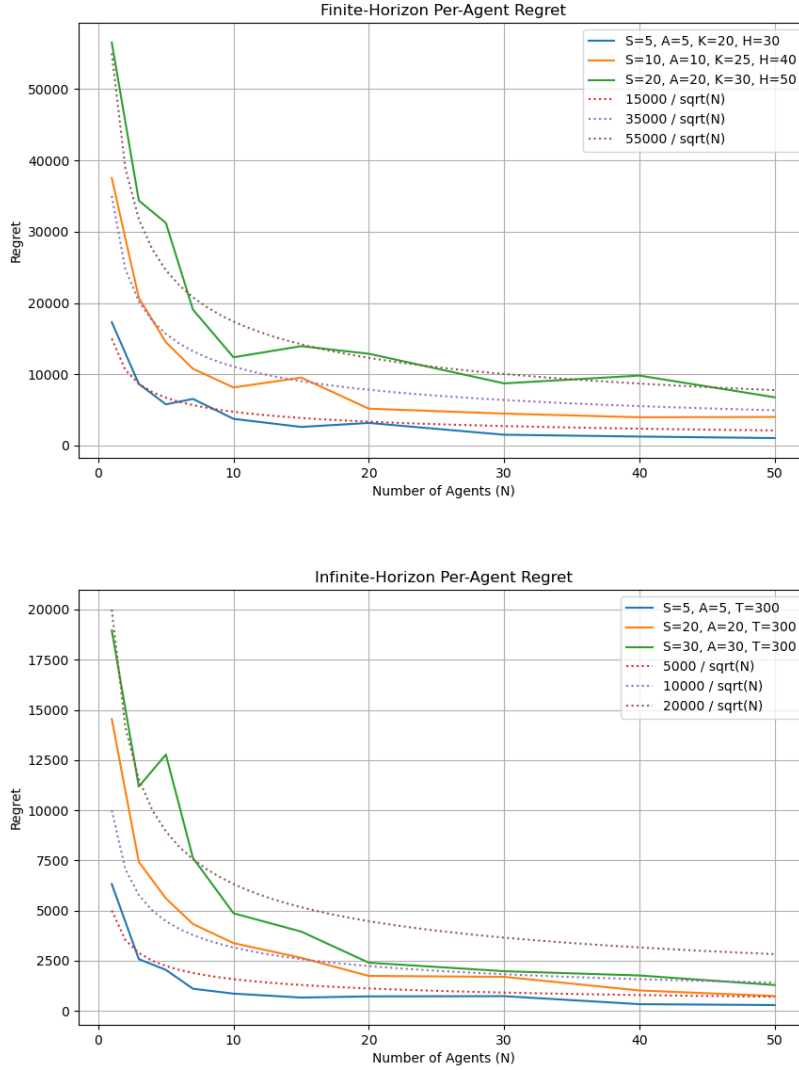 Finite-Horizon Per-Agent Regret
S=5, A=5, K=20, H=30
S=10, A=10, K=25, H=40
S=20, A=20, K=30, H=50
15000 / sqrt(N)
35000 / sqrt(N)
55000 / sqrt(N)
50000
40000
30000
20000
10000
0
Regret
0
10
20
30
40
50
Number of Agents (N)
Infinite-Horizon Per-Agent Regret
S=5, A=5, T=300
S=20, A=20, T=300
S=30, A=30, T=300
5000 / sqrt(N)
10000 / sqrt(N)
20000 / sqrt(N)
20000
17500
15000
12500
10000
7500
5000
2500
0
Regret
0
10
20
30
40
50
Number of Agents (N)